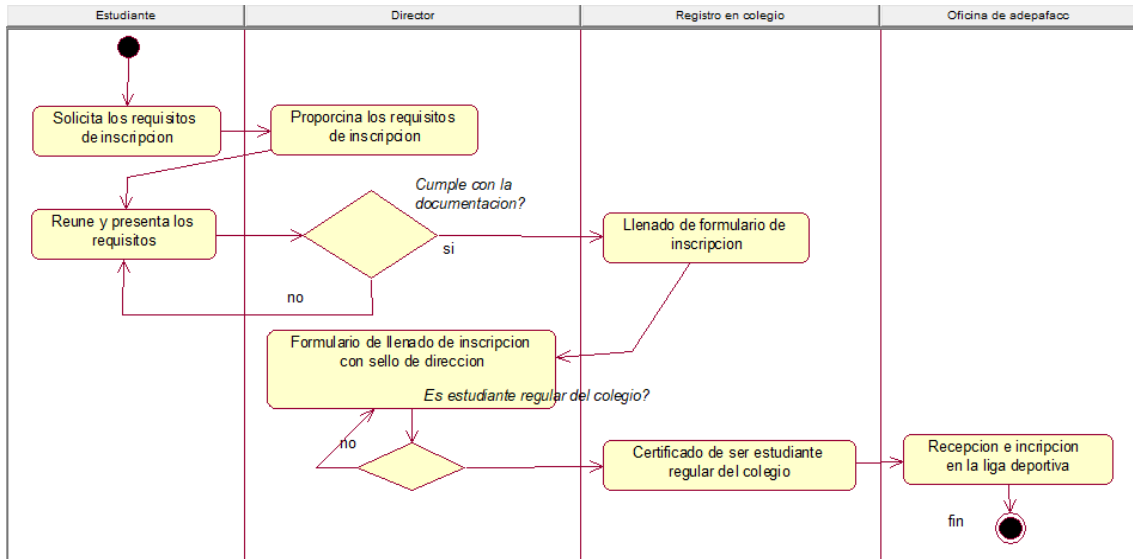 Estudiante
Director
Registro en colegio
Oficina de adepafacc
Solicita los requisitos
de inscripcion
Proporcina los requisitos
de inscripcion
Cumple con la
documentacion?
Reune y presenta los
requisitos
si
Llenado de formulario de
inscripcion
no
Formulario de llenado de inscripcion
con sello de direccion
Es estudiante regular del colegio?
no
Certificado de ser estudiante
regular del colegio
Recepcion e incripcion
en la liga deportiva
fin